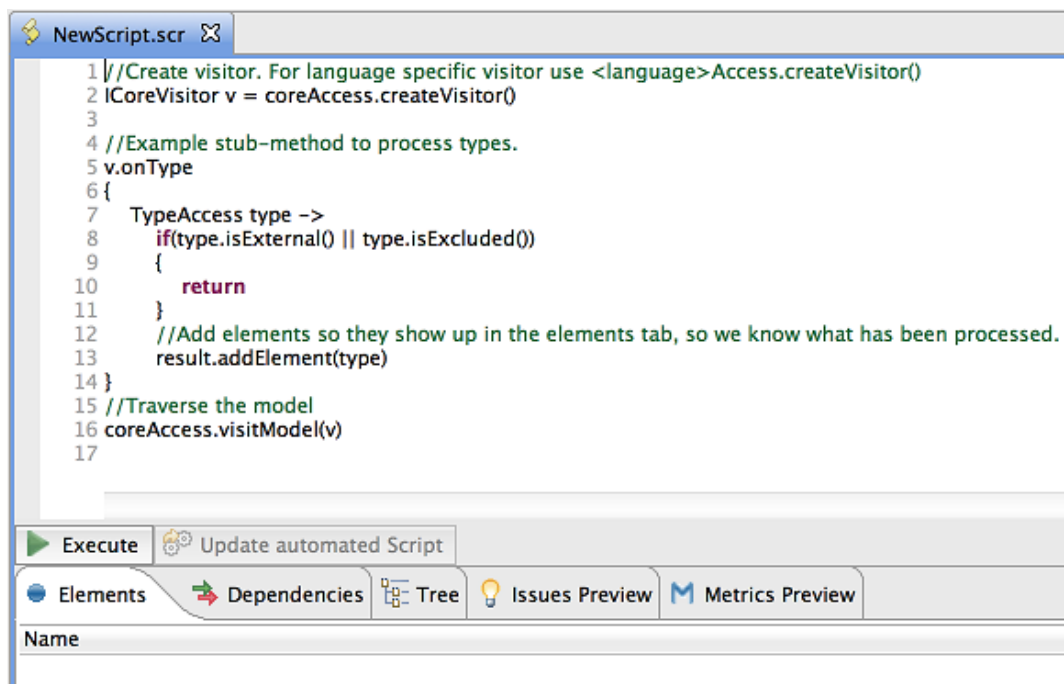 NewScript.scr
1 //Create visitor. For language specific visitor use <language>Access.createVisitor()
2 ICoreVisitor v = coreAccess.createVisitor()
3
4 //Example stub-method to process types.
5 v.onType
6 {
7 TypeAccess type ->
8 if(type.isExternal() || type.isExcluded())
9 {
10 return
11 }
12 //Add elements so they show up in the elements tab, so we know what has been processed.
13 result.addElement(type)
14 }
15 //Traverse the model
16 coreAccess.visitModel(v)
17
Execute Update automated Script
Elements Dependencies Tree Issues Preview Metrics Preview
Name